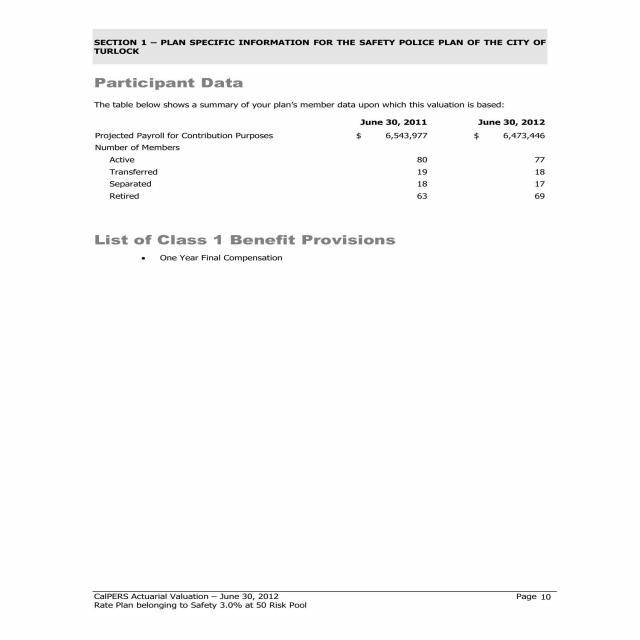 SECTION 1 – PLAN SPECIFIC INFORMATION FOR THE SAFETY POLICE PLAN OF THE CITY OF
TURLOCK
Participant Data
The table below shows a summary of your plan's member data upon which this valuation is based:
June 30, 2011 June 30, 2012
Projected Payroll for Contribution Purposes $ 6,543,977 $ 6,473,446
Number of Members
Active 80 77
Transferred 19 18
Separated 18 17
Retired 63 69
List of Class 1 Benefit Provisions
• One Year Final Compensation
CalPERS Actuarial Valuation – June 30, 2012 Page 10
Rate Plan belonging to Safety 3.0% at 50 Risk Pool